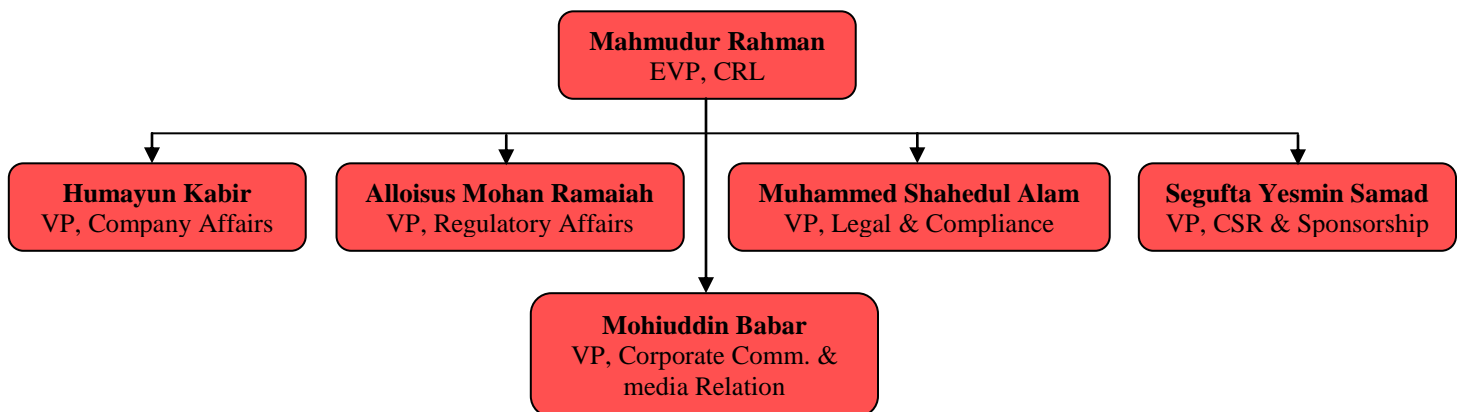 Mahmudur Rahman
EVP, CRL
Humayun Kabir
VP, Company Affairs
Alloisus Mohan Ramaiah
VP, Regulatory Affairs
Muhammed Shahedul Alam
VP, Legal & Compliance
Segufta Yesmin Samad
VP, CSR & Sponsorship
Mohiuddin Babar
VP, Corporate Comm. &
media Relation